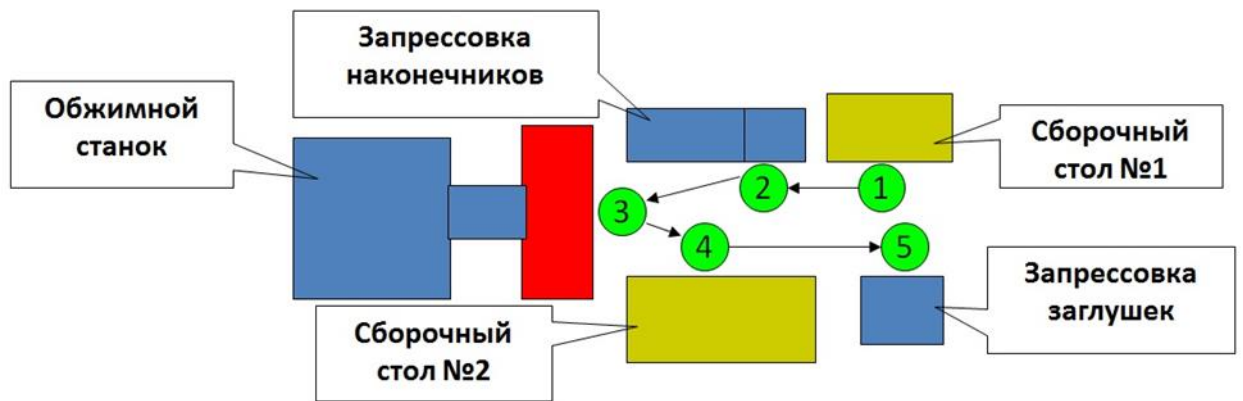 Запрессовка
наконечников
Обжимной
станок
Сборочный
стол №1
2
1
3
4
5
Запрессовка
заглушек
Сборочный
стол №2